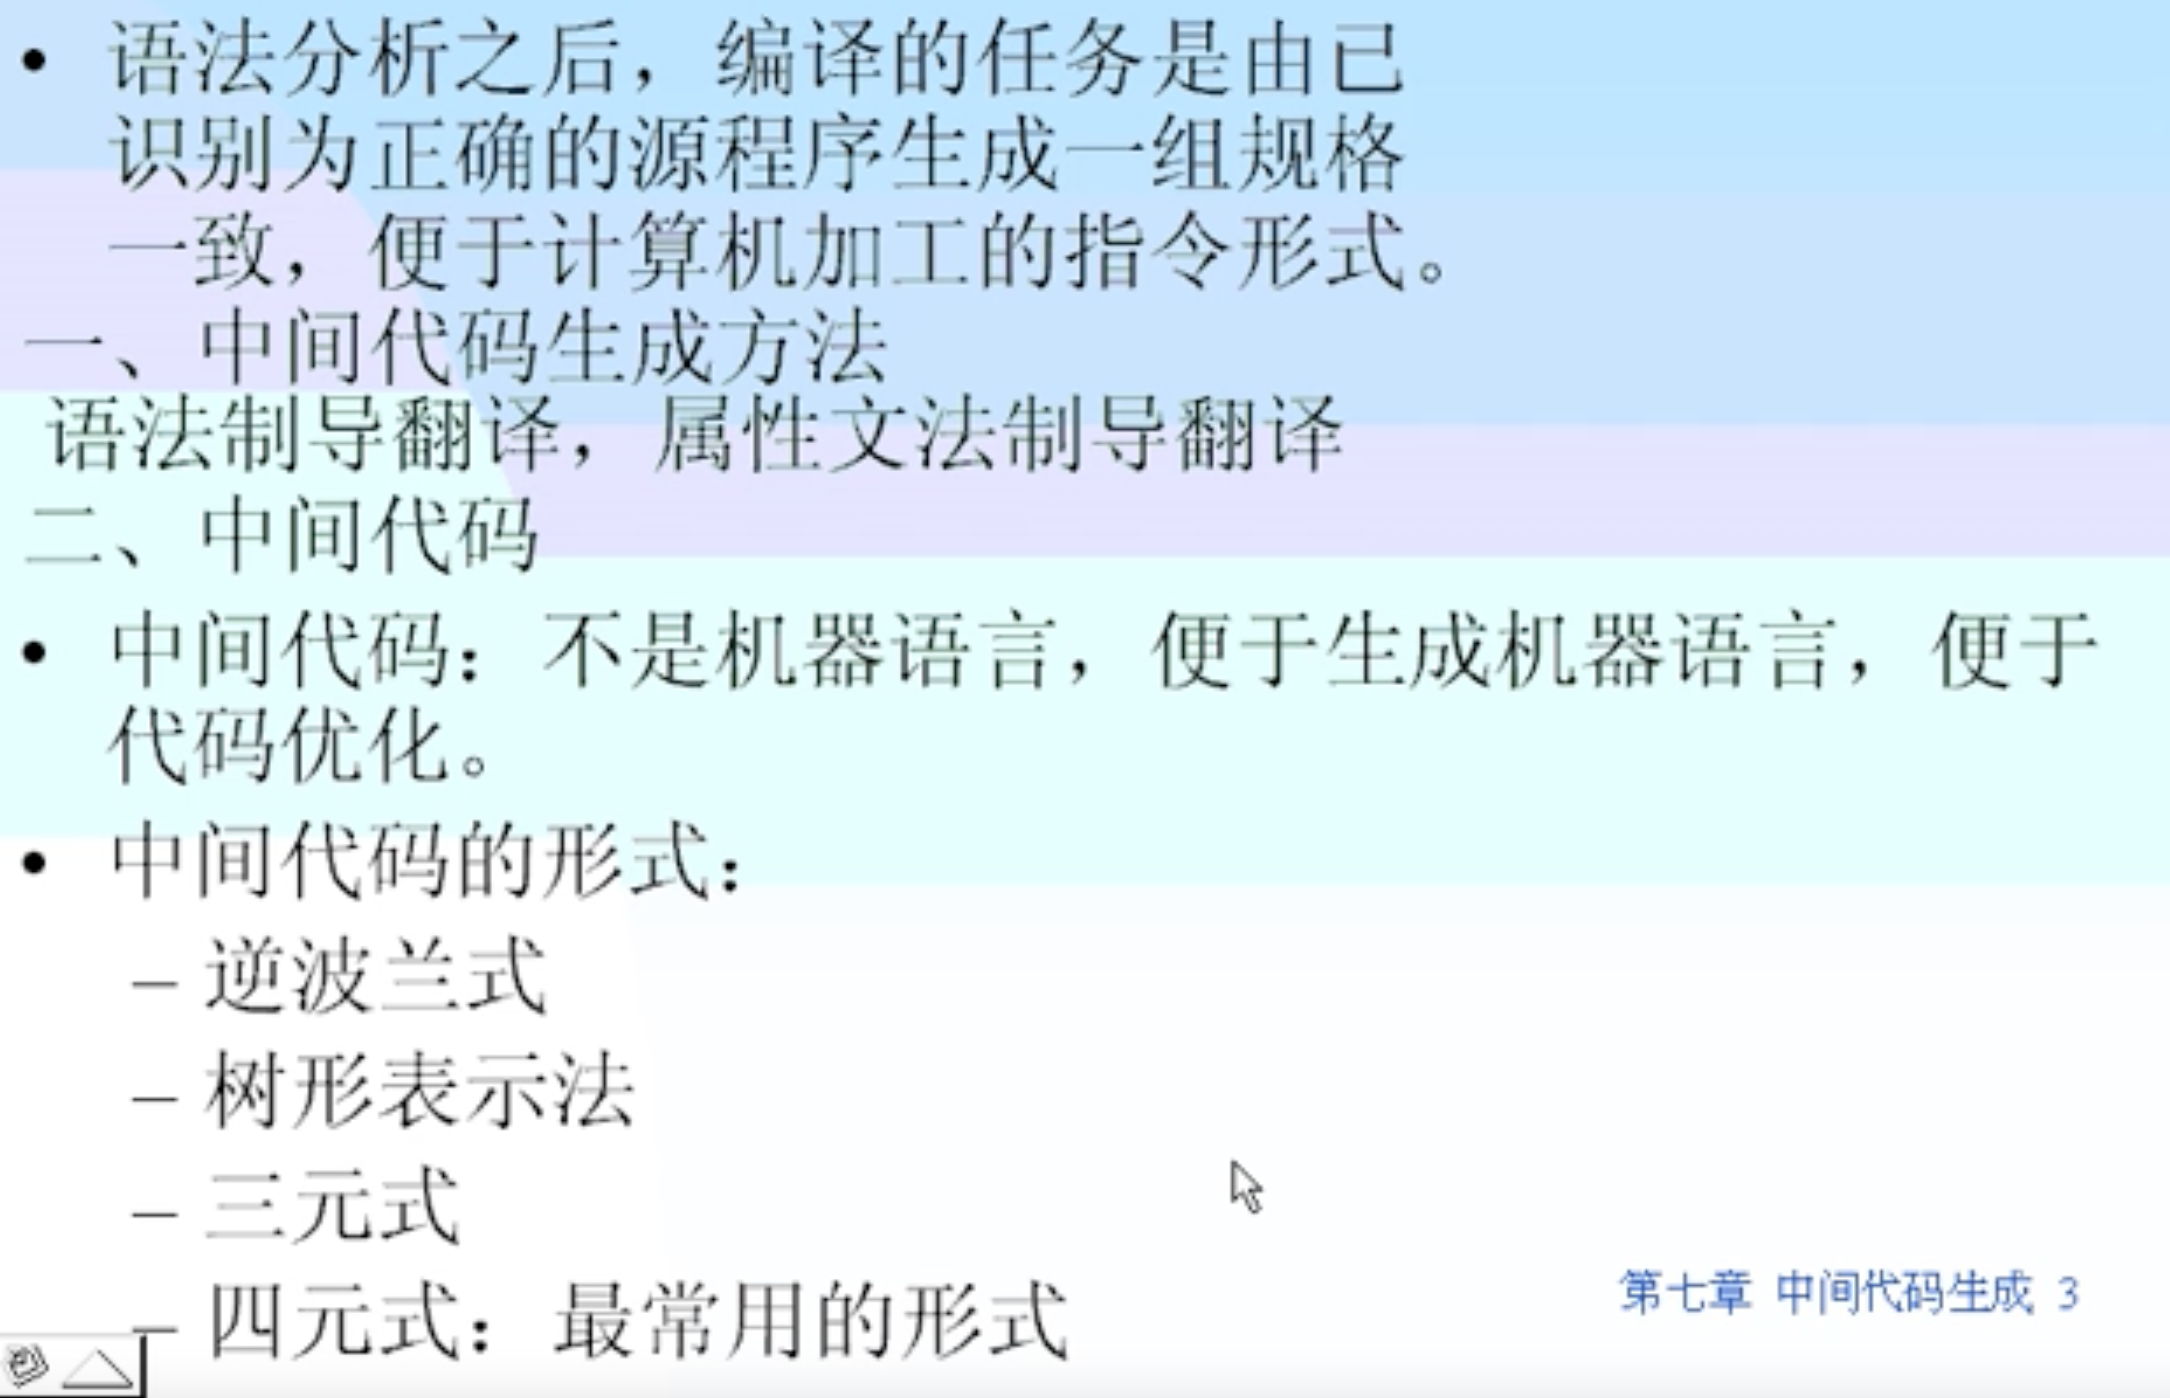 • 语法分析之后，编译的任务是由已
识别为正确的源程序生成一组规格
一致，便于计算机加工的指令形式。
一、中间代码生成方法
语法制导翻译，属性文法制导翻译
二、中间代码
• 中间代码：不是机器语言，便于生成机器语言，便于
代码优化。
• 中间代码的形式：
– 逆波兰式
– 树形表示法
– 三元式
– 四元式：最常用的形式
第七章 中间代码生成 3